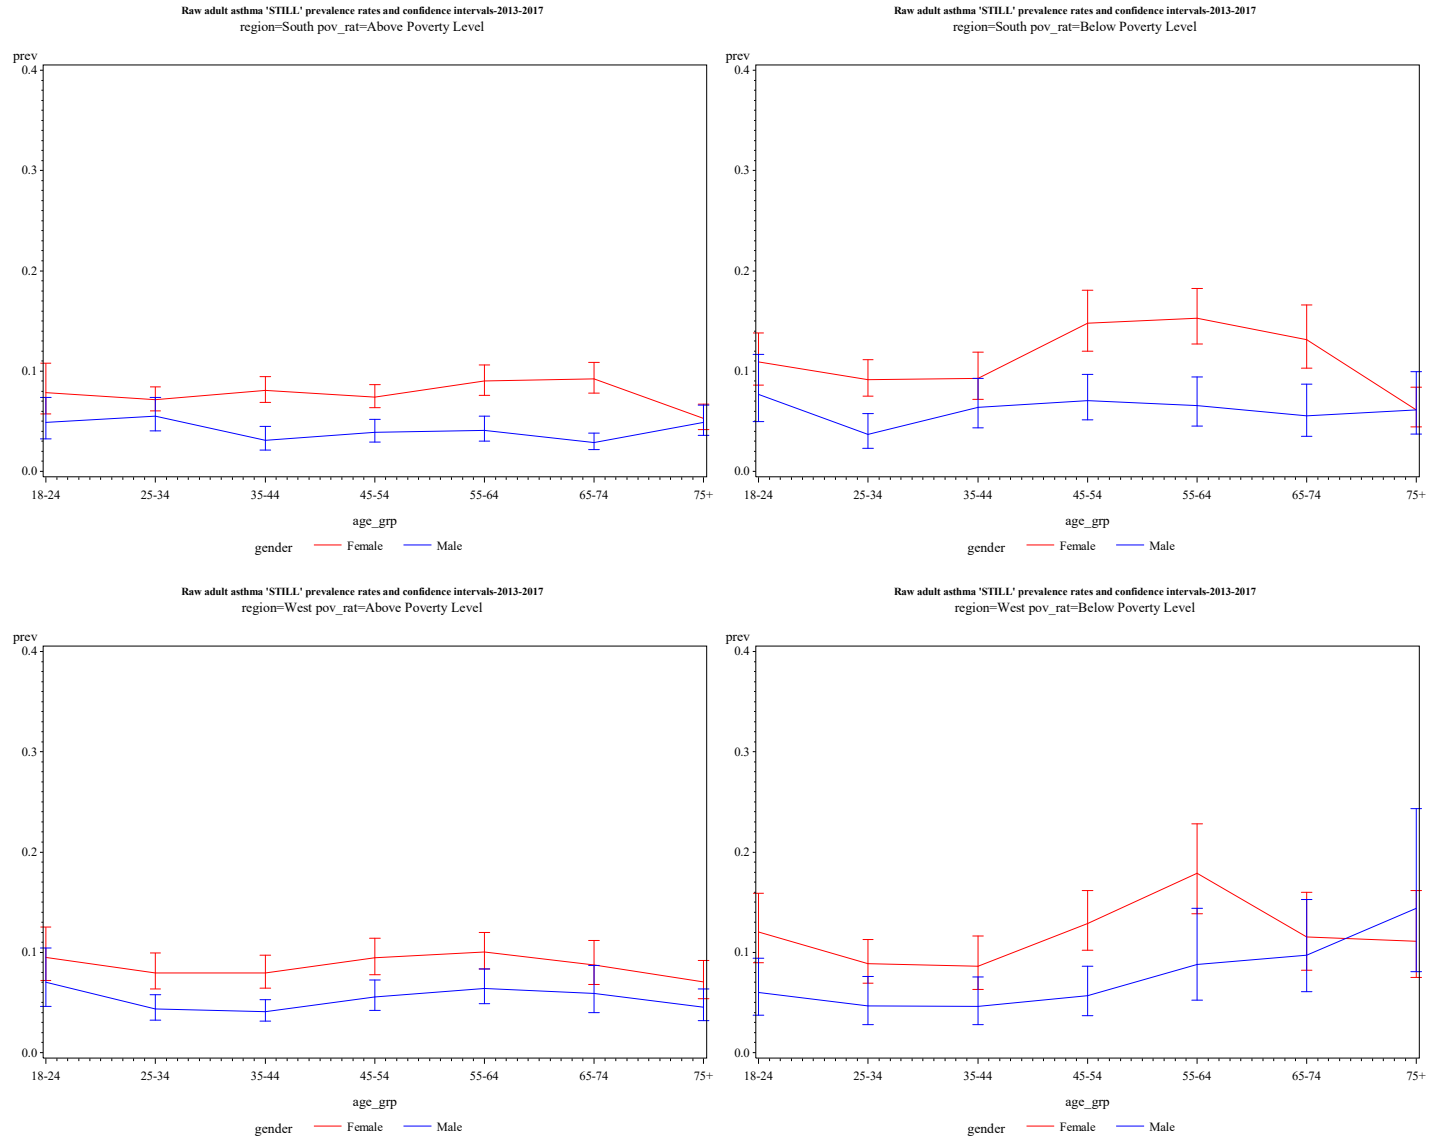 Raw adult asthma 'STILL' prevalence rates and confidence intervals-2013-2017
region=South pov_rat=Above Poverty Level
prev
0.4
0.3
0.2
0.1
0.0
18-24 25-34 35-44 45-54 55-64 65-74 75+
age_grp
gender Female Male
Raw adult asthma 'STILL' prevalence rates and confidence intervals-2013-2017
region=South pov_rat=Below Poverty Level
prev
0.4
0.3
0.2
0.1
0.0
18-24 25-34 35-44 45-54 55-64 65-74 75+
age_grp
gender Female Male
Raw adult asthma 'STILL' prevalence rates and confidence intervals-2013-2017
region=West pov_rat=Above Poverty Level
prev
0.4
0.3
0.2
0.1
0.0
18-24 25-34 35-44 45-54 55-64 65-74 75+
age_grp
gender Female Male
Raw adult asthma 'STILL' prevalence rates and confidence intervals-2013-2017
region=West pov_rat=Below Poverty Level
prev
0.4
0.3
0.2
0.1
0.0
18-24 25-34 35-44 45-54 55-64 65-74 75+
age_grp
gender Female Male